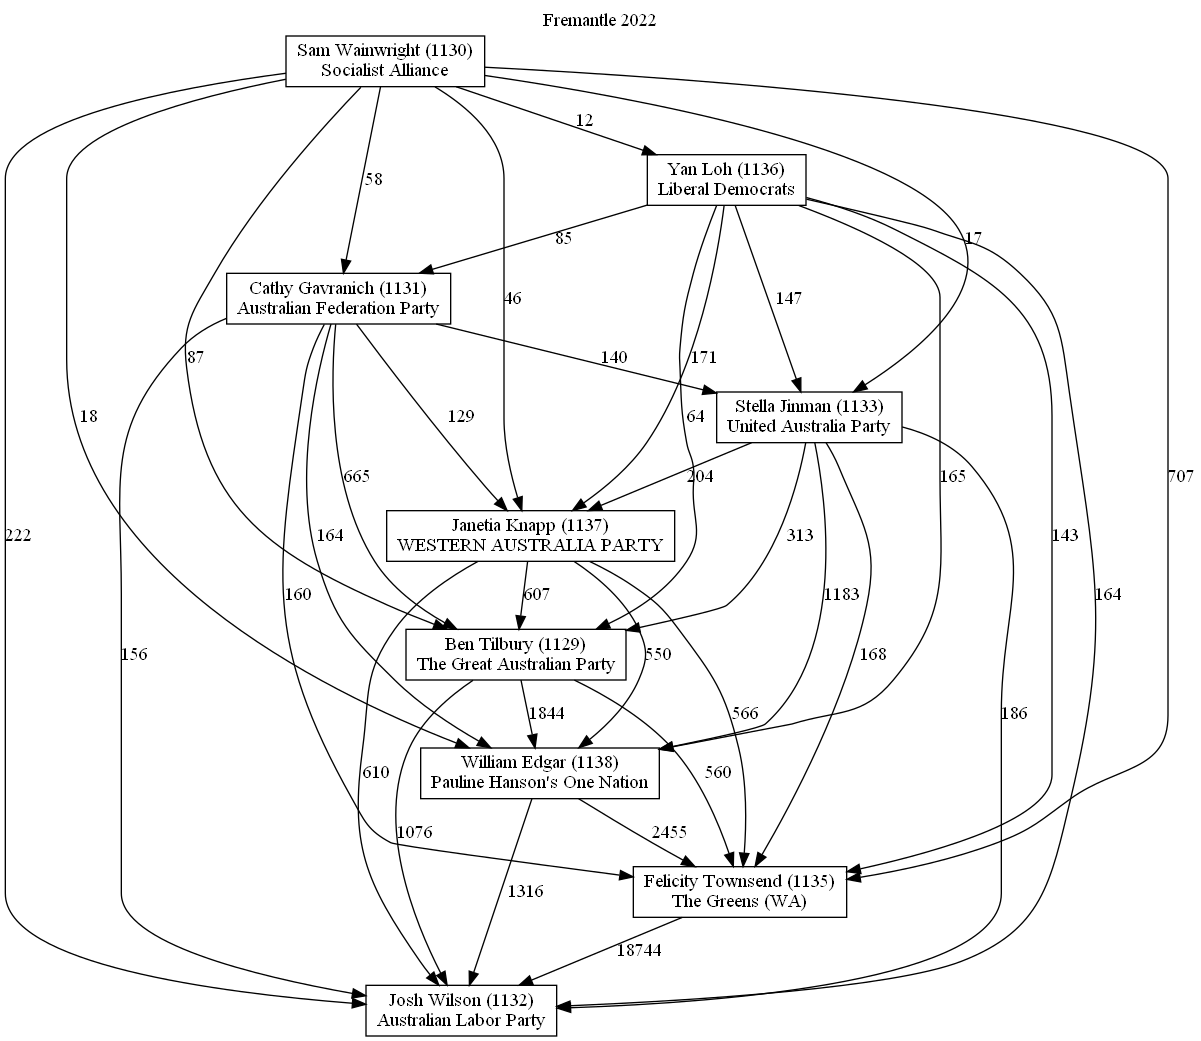 Fremantle 2022
Sam Wainwright (1130)
Socialist Alliance
12
Yan Loh (1136)
Liberal Democrats
58
85
17
Cathy Gavranich (1131)
Australian Federation Party
46
147
87
171
140
18
129
64
Stella Jinman (1133)
United Australia Party
665
204
165
707
Janetia Knapp (1137)
WESTERN AUSTRALIA PARTY
222
164
313
143
160
607
1183
164
Ben Tilbury (1129)
The Great Australian Party
156
550
168
1844
566
186
William Edgar (1138)
Pauline Hanson's One Nation
610
560
1076
2455
Felicity Townsend (1135)
The Greens (WA)
1316
18744
Josh Wilson (1132)
Australian Labor Party